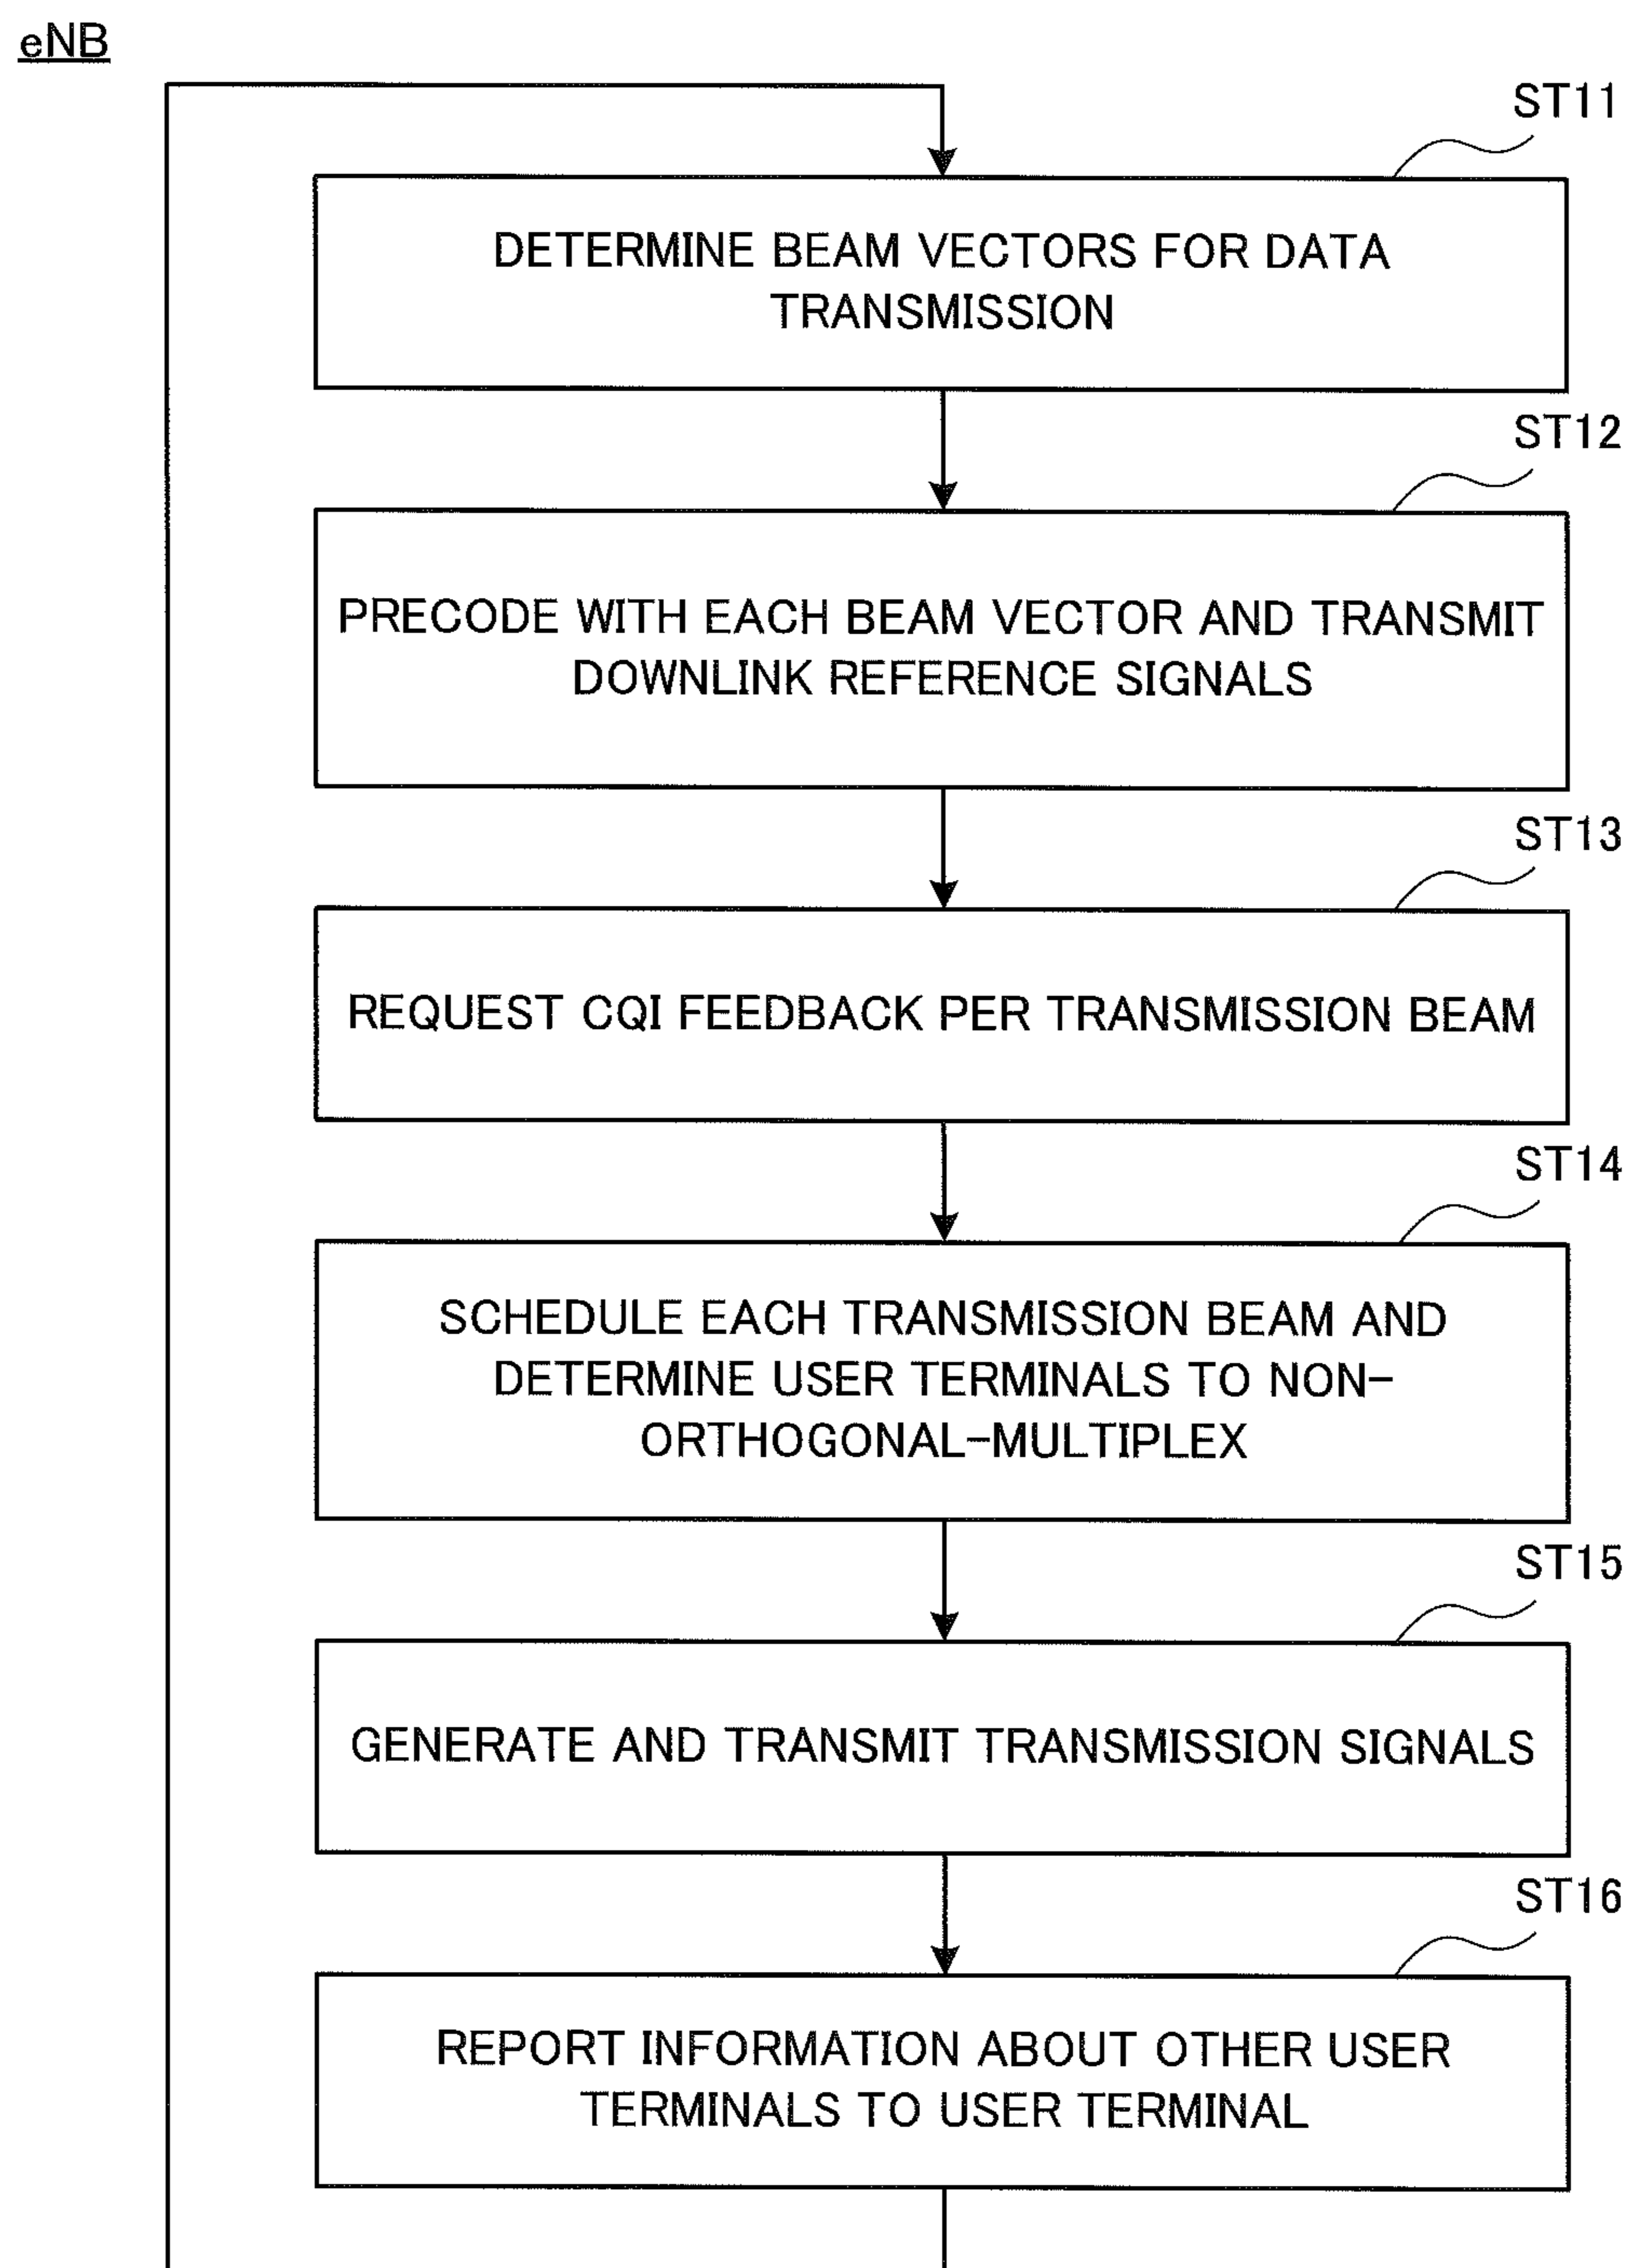 eNB
ST11
DETERMINE BEAM VECTORS FOR DATA
TRANSMISSION
ST12
PRECODE WITH EACH BEAM VECTOR AND TRANSMIT
DOWNLINK REFERENCE SIGNALS
ST13
REQUEST CQI FEEDBACK PER TRANSMISSION BEAM
ST14
SCHEDULE EACH TRANSMISSION BEAM AND
DETERMINE USER TERMINALS TO NON-
ORTHOGONAL-MULTIPLEX
ST15
GENERATE AND TRANSMIT TRANSMISSION SIGNALS
ST16
REPORT INFORMATION ABOUT OTHER USER
TERMINALS TO USER TERMINAL